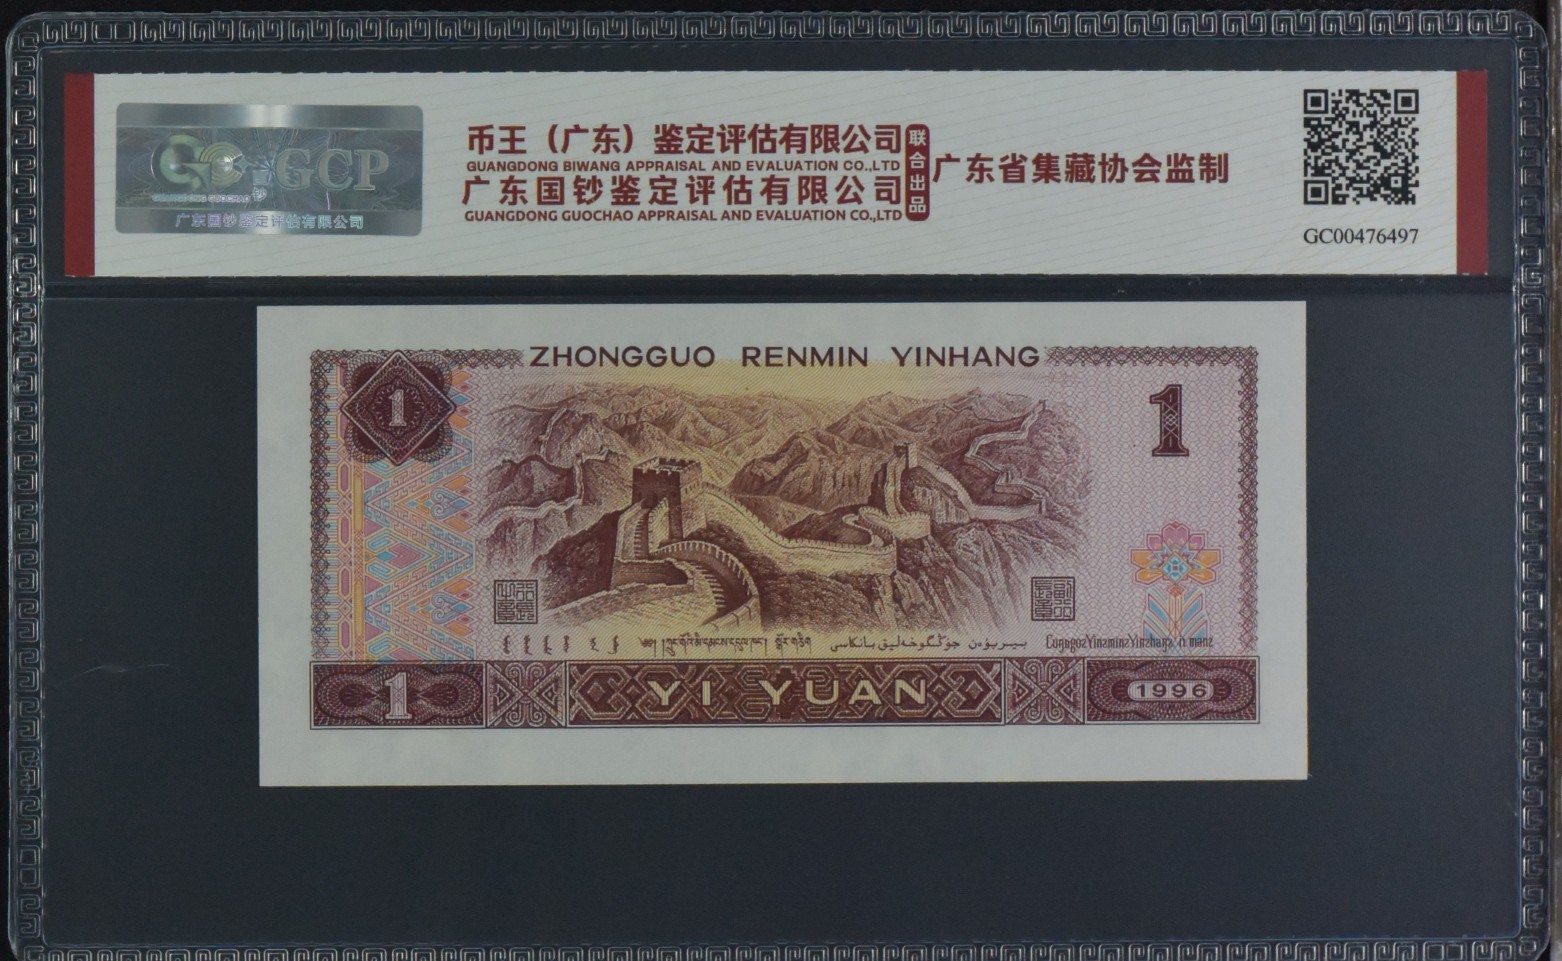 GCP
广东国钞鉴定评估有限公司
币王（广东）鉴定评估有限公司
GUANGDONG BIWANG APPRAISAL AND EVALUATION CO.,LTD
广东国钞鉴定评估有限公司
GUANGDONG GUOCHAO APPRAISAL AND EVALUATION CO.,LTD
联合出品
广东省集藏协会监制
GC00476497
ZHONGGUO RENMIN YINHANG
1
1
1
YI YUAN
1996